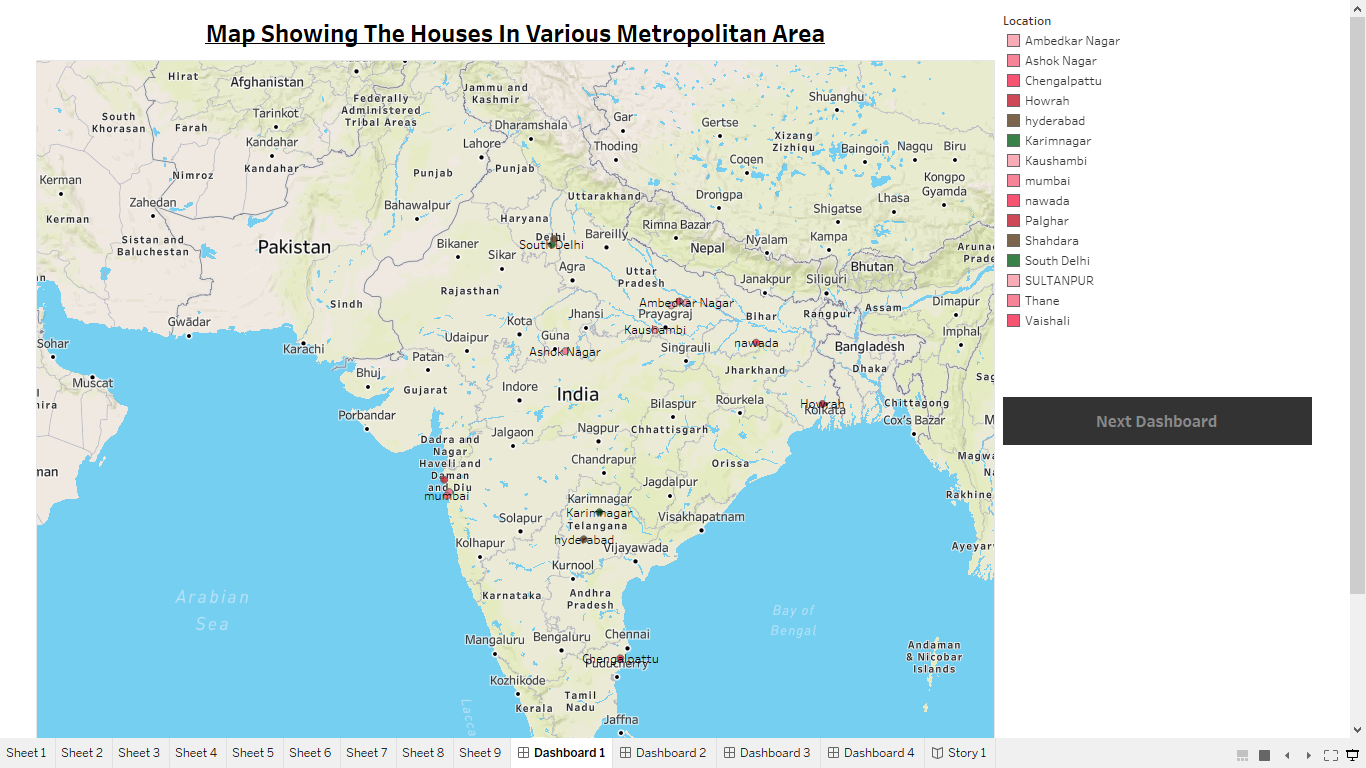 Map Showing The Houses In Various Metropolitan Area
Location
Ambedkar Nagar
Ashok Nagar
Chengalpattu
Howrah
hyderabad
Karimnagar
Kaushambi
mumbai
nawada
Palghar
Shahdara
South Delhi
SULTANPUR
Thane
Vaishali
Next Dashboard
Hirat
Afghanistan
Jammu and
Kashmir
Shuanghu
Federally
Administered
Tribal Areas
South
Khorasan
Farah
Tarinkot
Kandahar
Kandahar
Dharamshala
Gar
Gertse
Thoding
Xizang
Zizhiqu
Coqen
Baingoin
Nagqu
Biru
Lahore
Punjab
Punjab
Nimroz
Kerman
Kerman
Zahedan
Bahawalpur
Uttarakhand
Drongpa
Shigatse
Lhasa
Kongpo
Gyamda
Sistan and
Baluchestan
Pakistan
Haryana
Delhi
South Delhi
Bareilly
Bikaner
Sikar
Agra
Rimna Bazar
Nepal
Nyalam
Kampa
Bhutan
Aruna
Prade
Uttar
Pradesh
Janakpur
Siliguri
Rajasthan
Sindh
Ambedkar Nagar
Prayagraj
Kaushambi
Bihar
Rangpur
Assam
Dimapur
Imphal
Gwādar
Karachi
Kota
Jhansi
Guna
Ashok Nagar
Singrauli
nawada
Bangladesh
Dhaka
Sohar
Muscat
Udaipur
Patan
Bhuj
Gujarat
Indore
India
Jharkhand
Sag
Porbandar
Bilaspur
Rourkela
Howrah
Kolkata
Chittagong
Cox's Bazar
Jalgaon
Nagpur
Chhattisgarh
Dadra and
Nagar
Haveli and
Daman
and Diu
mumbai
Chandrapur
Orissa
Magwa
Jagdalpur
Karimnagar
Karimnagar
Telangana
Rakhine
Solapur
Visakhapatnam
hyderabad
Kolhapur
Vijayawada
Ayeyar
Kurnool
Karnataka
Andhra
Pradesh
Arabian
Sea
Bay of
Bengal
Mangaluru
Bengaluru
Chennai
Chengalpattu
Puducherry
Andaman
& Nicobar
Islands
Kozhikode
Kerala
Tamil
Nadu
Lacca
Jaffna
Sheet 1
Sheet 2
Sheet 3
Sheet 4
Sheet 5
Sheet 6
Sheet 7
Sheet 8
Sheet 9
Dashboard 1
Dashboard 2
Dashboard 3
Dashboard 4
Story 1